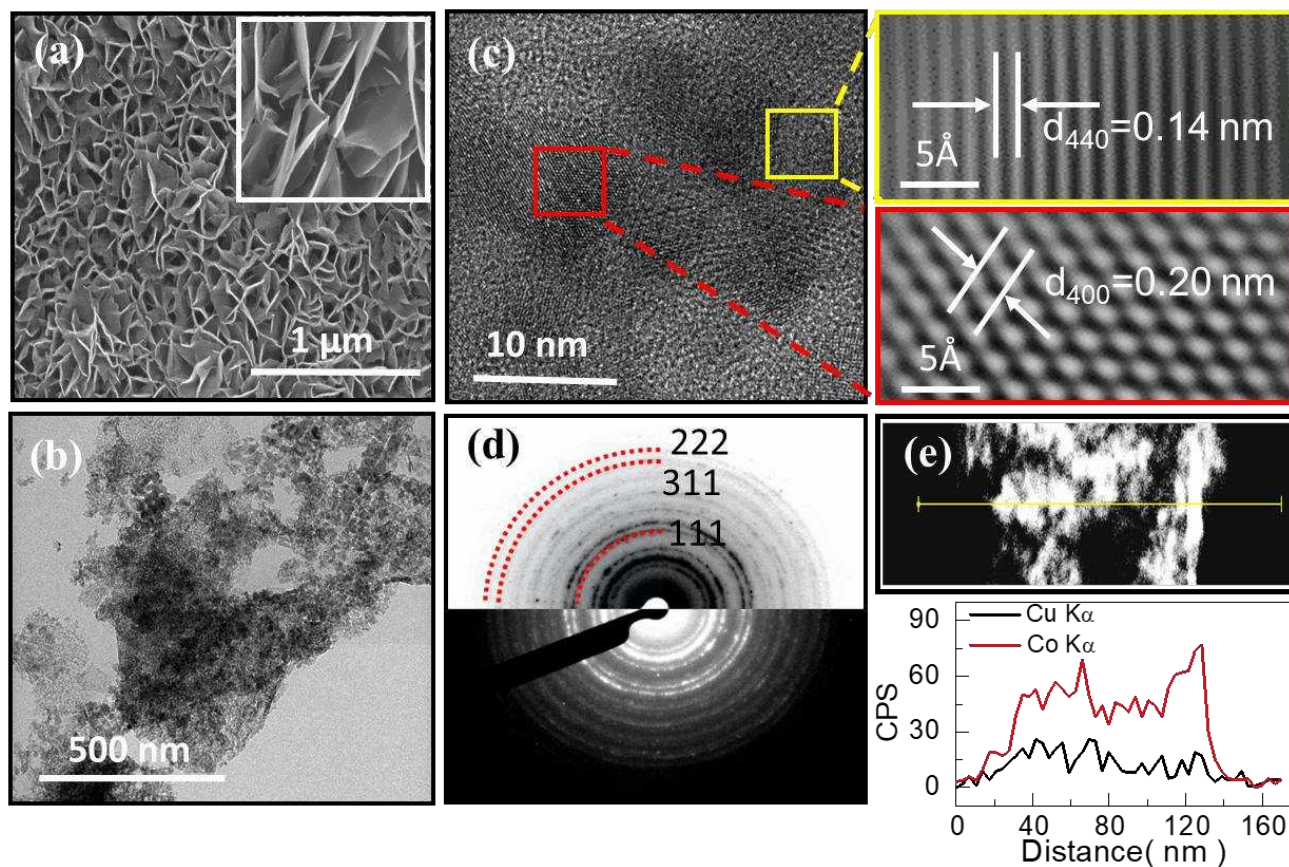 (a)
1 μm
(b)
500 nm
(c)
10 nm
d440=0.14 nm
5Å
d400=0.20 nm
5Å
(d)
222
311
111
(e)
90
60
30
0
CPS
Cu Kα
Co Kα
0 40 80 120 160
Distance( nm )